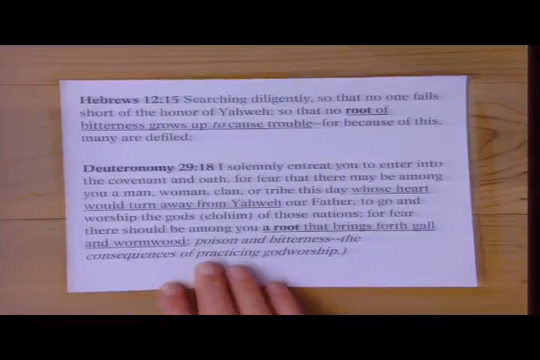 Hebrews 12:15 Searching diligently, so that no one falls
short of the honor of Yahweh; so that no root of
bitterness grows up to cause trouble--for because of this,
many are defiled;
Deuteronomy 29:18 I solemnly entreat you to enter into
the covenant and oath, for fear that there may be among
you a man, woman, clan, or tribe this day whose heart
would turn away from Yahweh our Father, to go and
worship the gods (elohim) of those nations; for fear
there should be among you a root that brings forth gall
and wormwood; poison and bitterness--the
consequences of practicing godworship.)